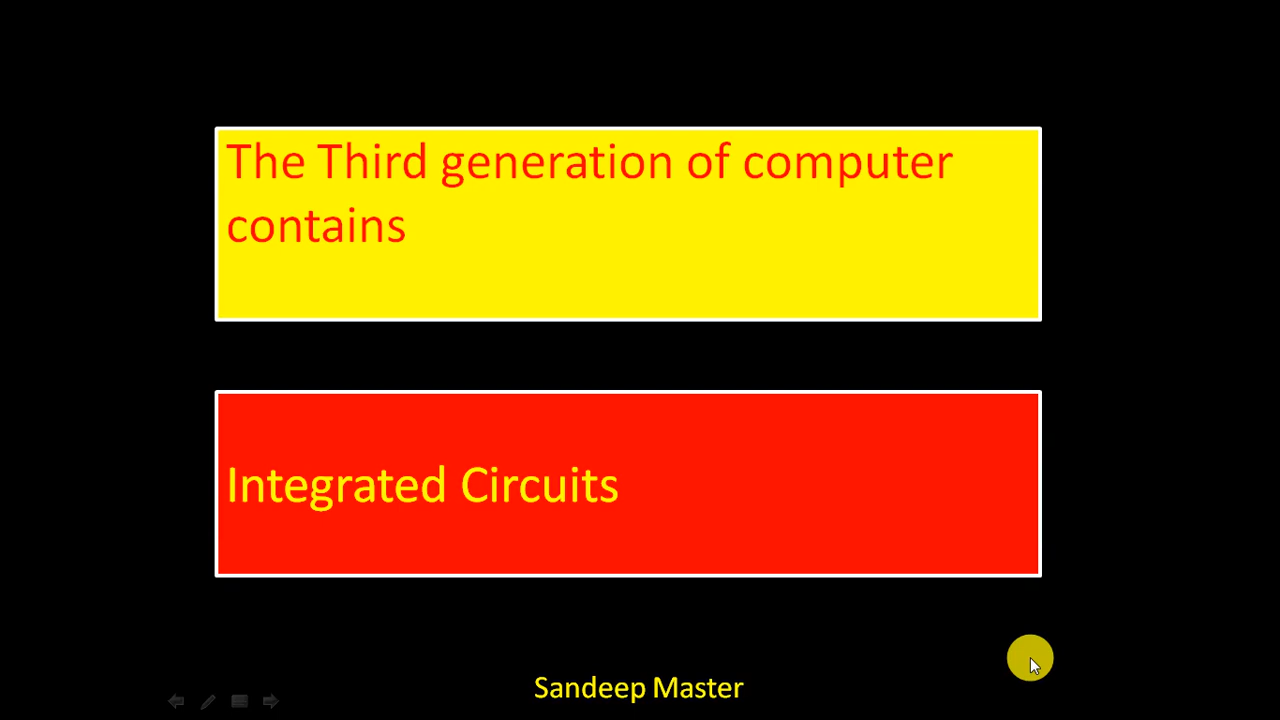 The Third generation of computer
contains
Integrated Circuits
Sandeep Master